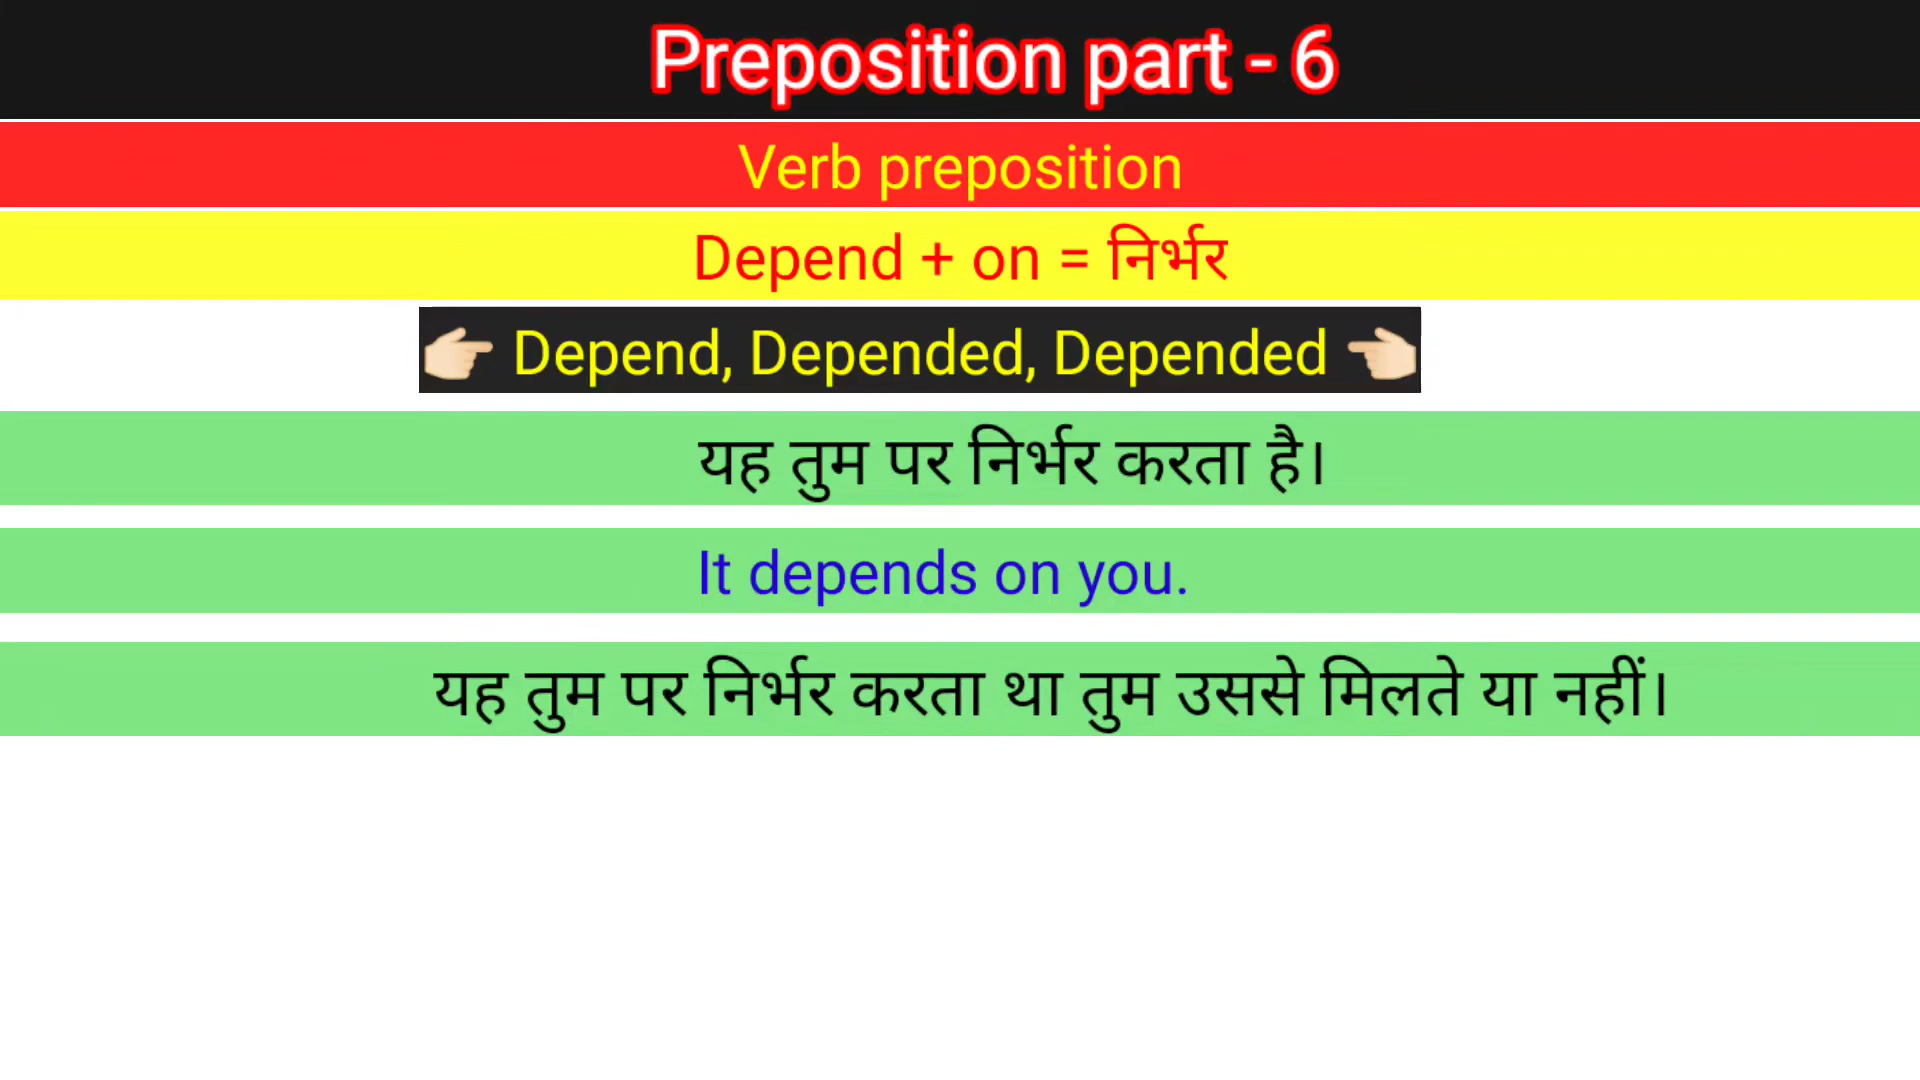 Preposition part - 6
Verb preposition
Depend + on = निर्भर
👉🏻 Depend, Depended, Depended 👈🏻
यह तुम पर निर्भर करता है।
It depends on you.
यह तुम पर निर्भर करता था तुम उससे मिलते या नहीं।